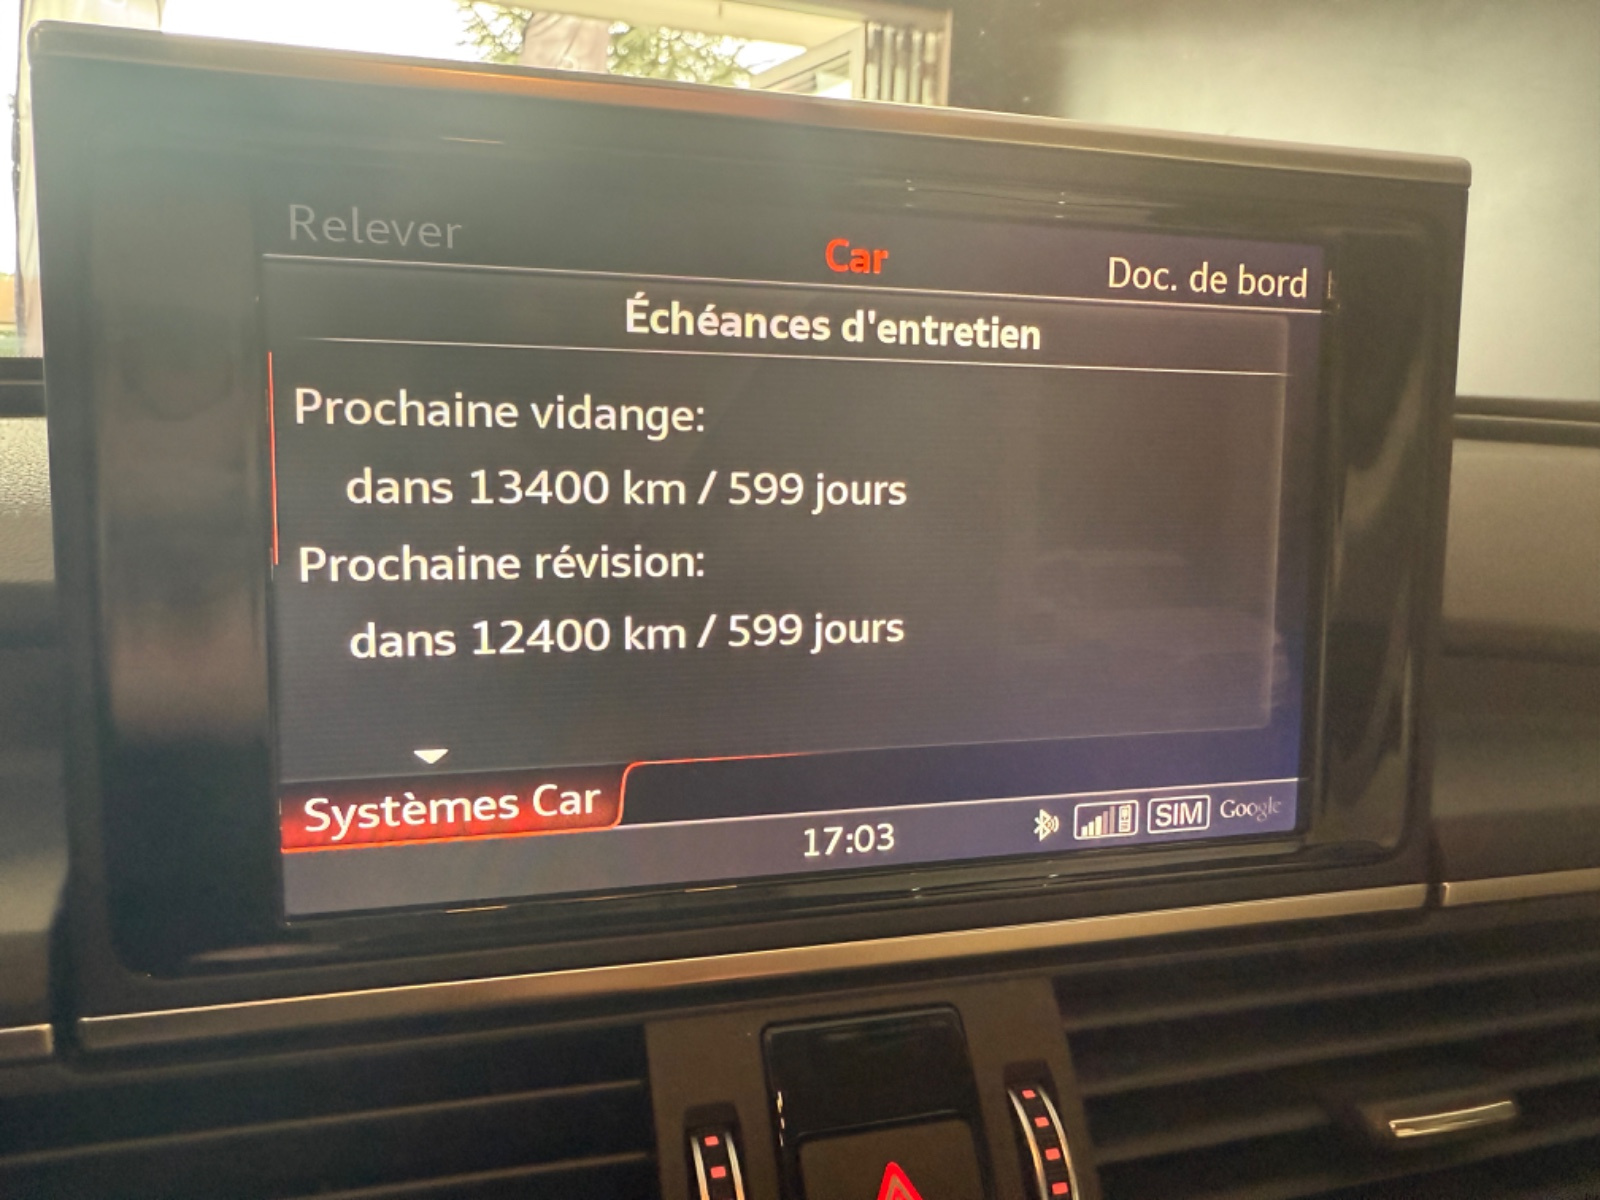 Relever
Car
Doc. de bord
Échéances d'entretien
Prochaine vidange:
dans 13400 km / 599 jours
Prochaine révision:
dans 12400 km / 599 jours
Systèmes Car
17:03
SIM
Google